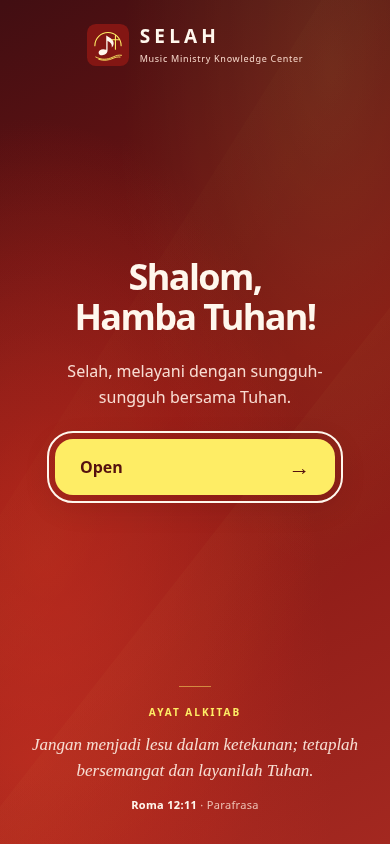 SELAH
Music Ministry Knowledge Center
Shalom,
Hamba Tuhan!
Selah, melayani dengan sungguh-
sungguh bersama Tuhan.
Open →
AYAT ALKITAB
Jangan menjadi lesu dalam ketekunan; tetaplah
bersemangat dan layanilah Tuhan.
Roma 12:11 · Parafrasa